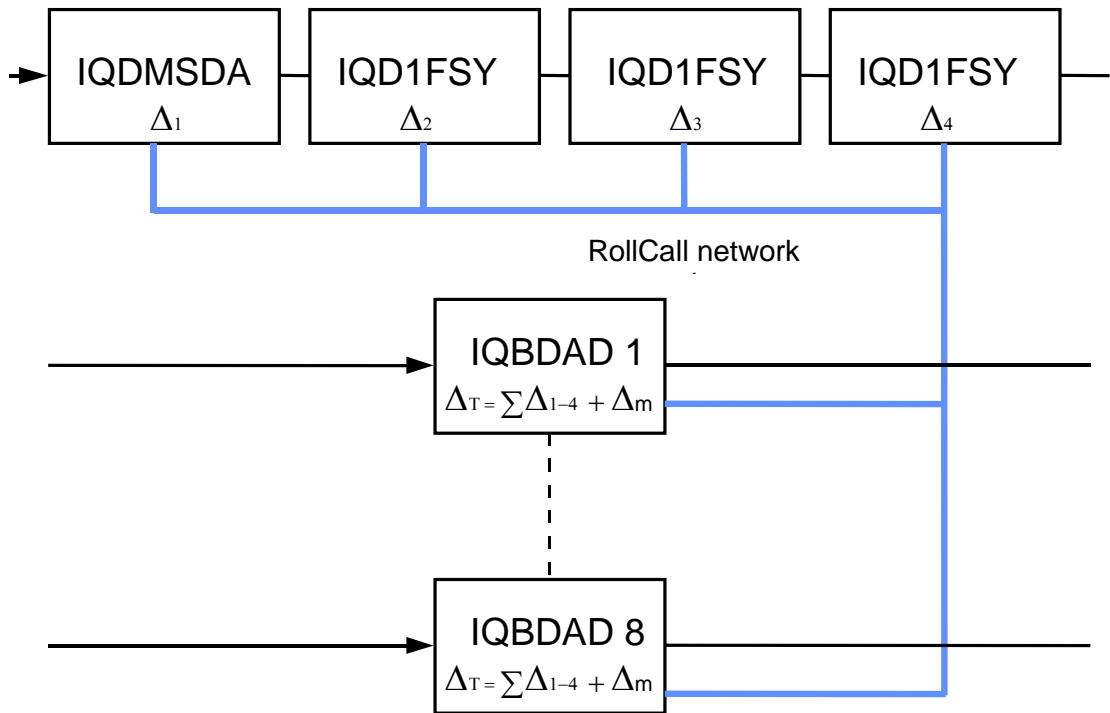 IQDMSDA IQD1FSY IQD1FSY IQD1FSY
Δ1 Δ2 Δ3 Δ4
RollCall network
IQBDAD 1
ΔT = ∑Δ1–4 + Δm
IQBDAD 8
ΔT = ∑Δ1–4 + Δm